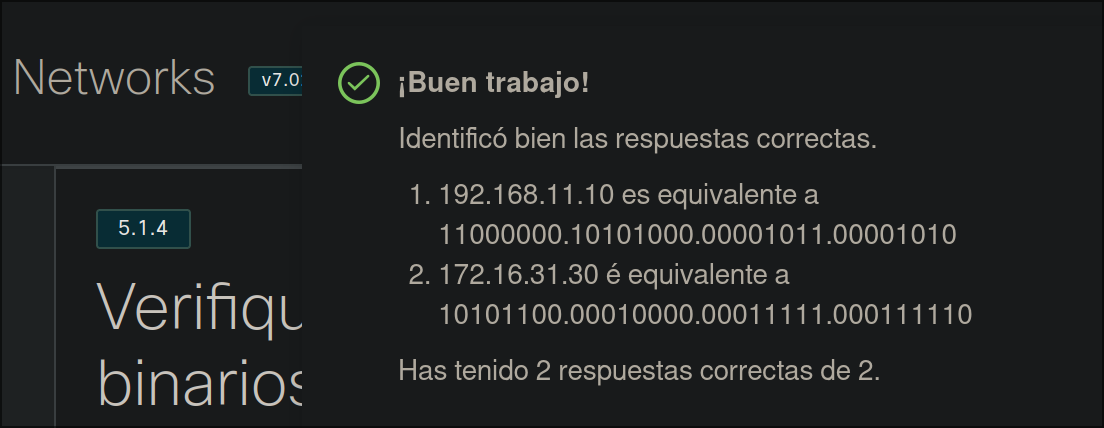 Networks
v7.0
5.1.4
Verifiqu
binarios
¡Buen trabajo!
Identificó bien las respuestas correctas.
1. 192.168.11.10 es equivalente a
11000000.10101000.00001011.00001010
2. 172.16.31.30 é equivalente a
10101100.00010000.00011111.000111110
Has tenido 2 respuestas correctas de 2.